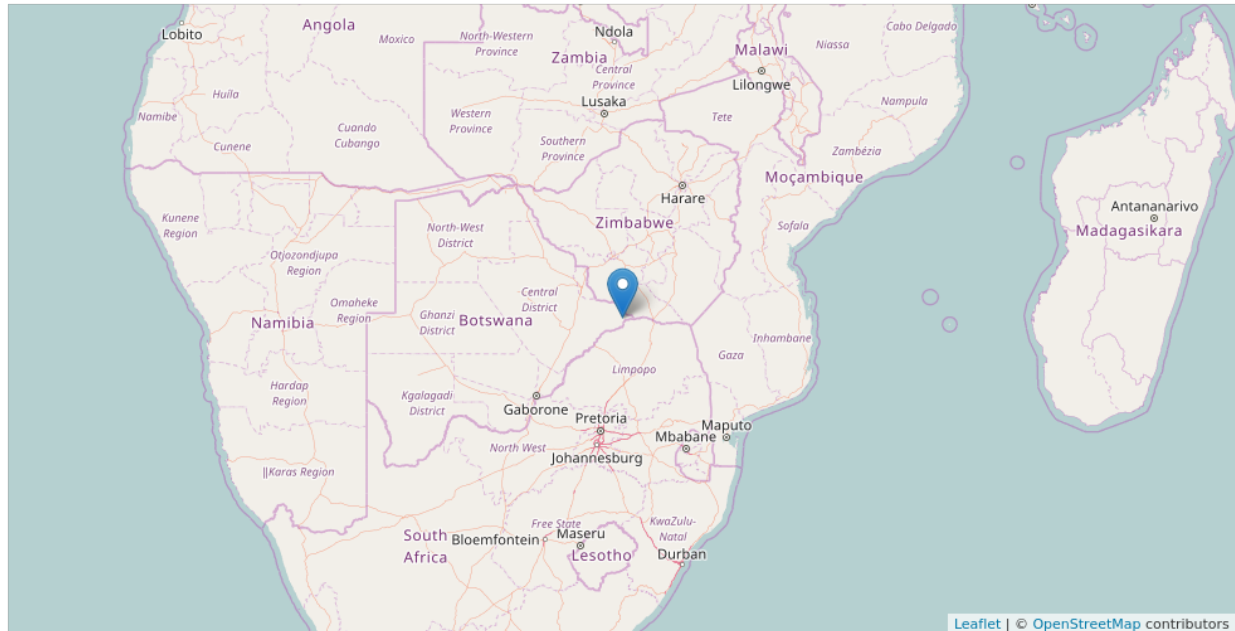 Angola
Lobito
Moxico
North-Western
Province
Ndola
Zambia
Central
Province
Malawi
Lilongwe
Niassa
Cabo Delgado
Huíla
Namibe
Cunene
Cuando
Cubango
Western
Province
Lusaka
Southern
Province
Tete
Nampula
Zambézia
Moçambique
Harare
Zimbabwe
Sofala
Antananarivo
Madagasikara
Kunene
Region
Otjozondjupa
Region
North-West
District
Omaheke
Region
Ghanzi
District
Central
District
Namibia
Botswana
Inhambane
Gaza
Limpopo
Hardap
Region
Kgalagadi
District
Gaborone
Pretoria
Mbabane
Maputo
North West
Johannesburg
||Karas Region
South
Africa
Free State
Bloemfontein
Maseru
Lesotho
KwaZulu-
Natal
Durban
Leaflet | © OpenStreetMap contributors